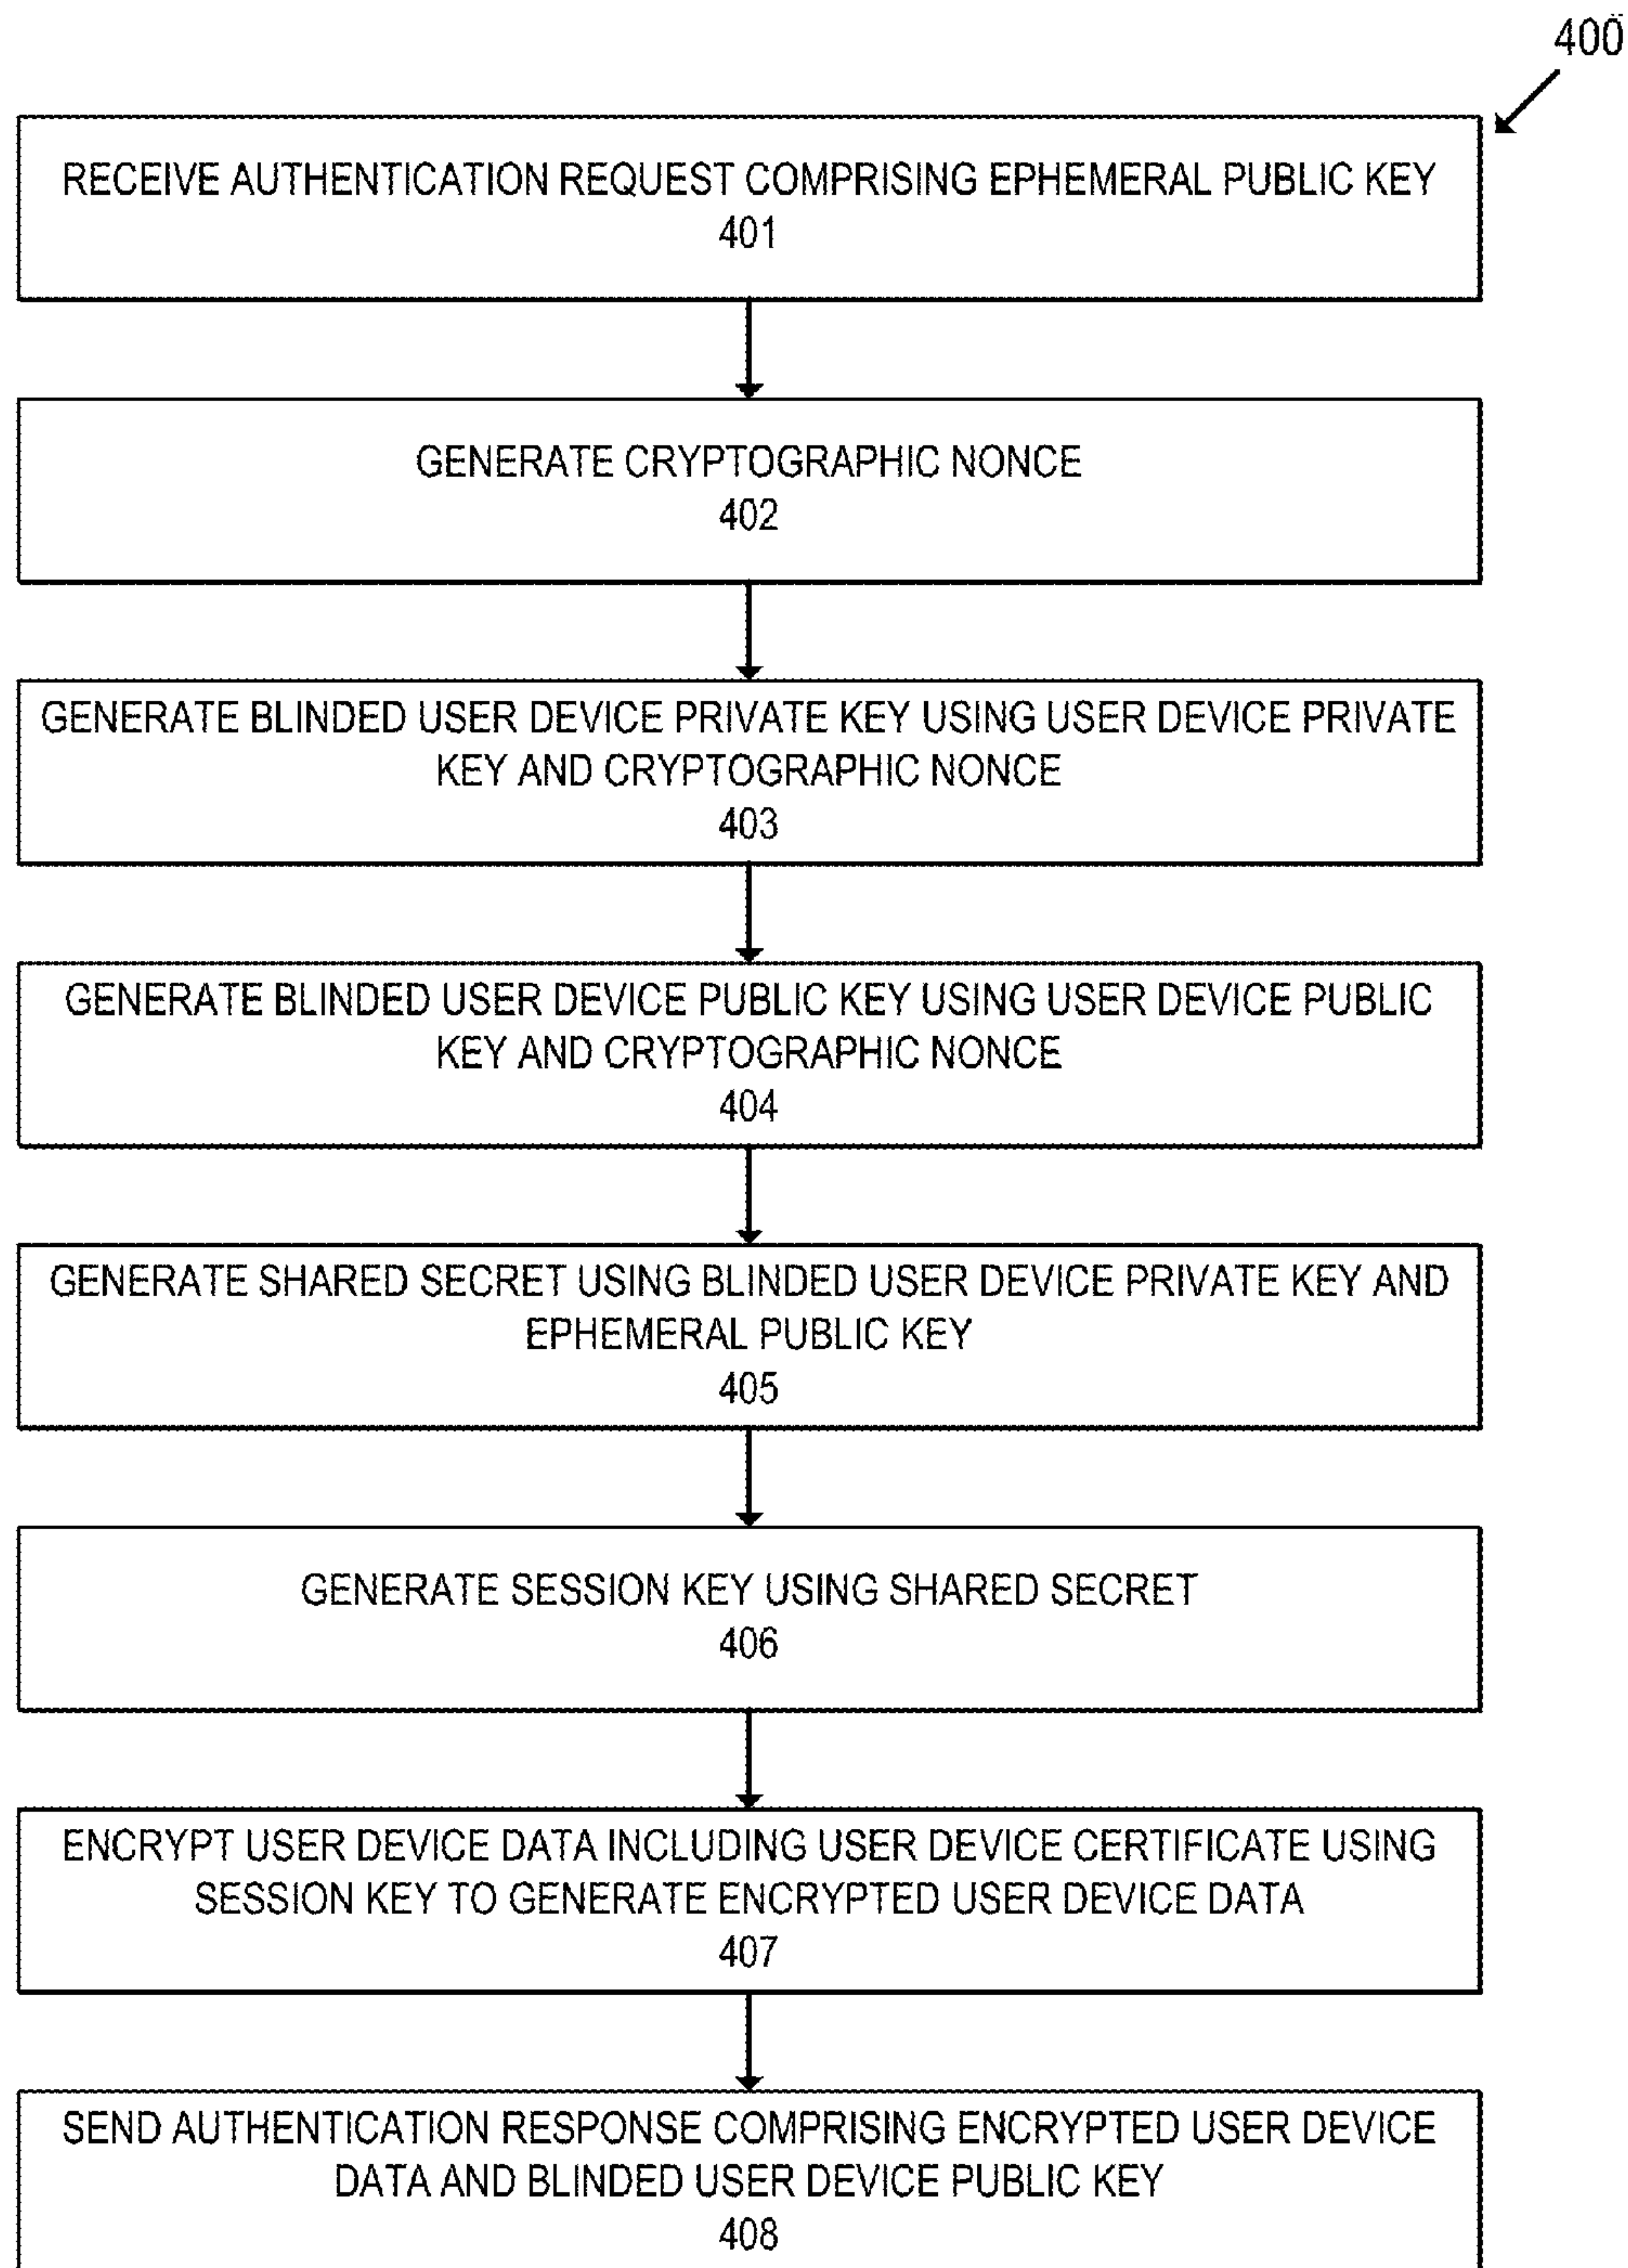 400
RECEIVE AUTHENTICATION REQUEST COMPRISING EPHEMERAL PUBLIC KEY
401
GENERATE CRYPTOGRAPHIC NONCE
402
GENERATE BLINDED USER DEVICE PRIVATE KEY USING USER DEVICE PRIVATE
KEY AND CRYPTOGRAPHIC NONCE
403
GENERATE BLINDED USER DEVICE PUBLIC KEY USING USER DEVICE PUBLIC
KEY AND CRYPTOGRAPHIC NONCE
404
GENERATE SHARED SECRET USING BLINDED USER DEVICE PRIVATE KEY AND
EPHEMERAL PUBLIC KEY
405
GENERATE SESSION KEY USING SHARED SECRET
406
ENCRYPT USER DEVICE DATA INCLUDING USER DEVICE CERTIFICATE USING
SESSION KEY TO GENERATE ENCRYPTED USER DEVICE DATA
407
SEND AUTHENTICATION RESPONSE COMPRISING ENCRYPTED USER DEVICE
DATA AND BLINDED USER DEVICE PUBLIC KEY
408